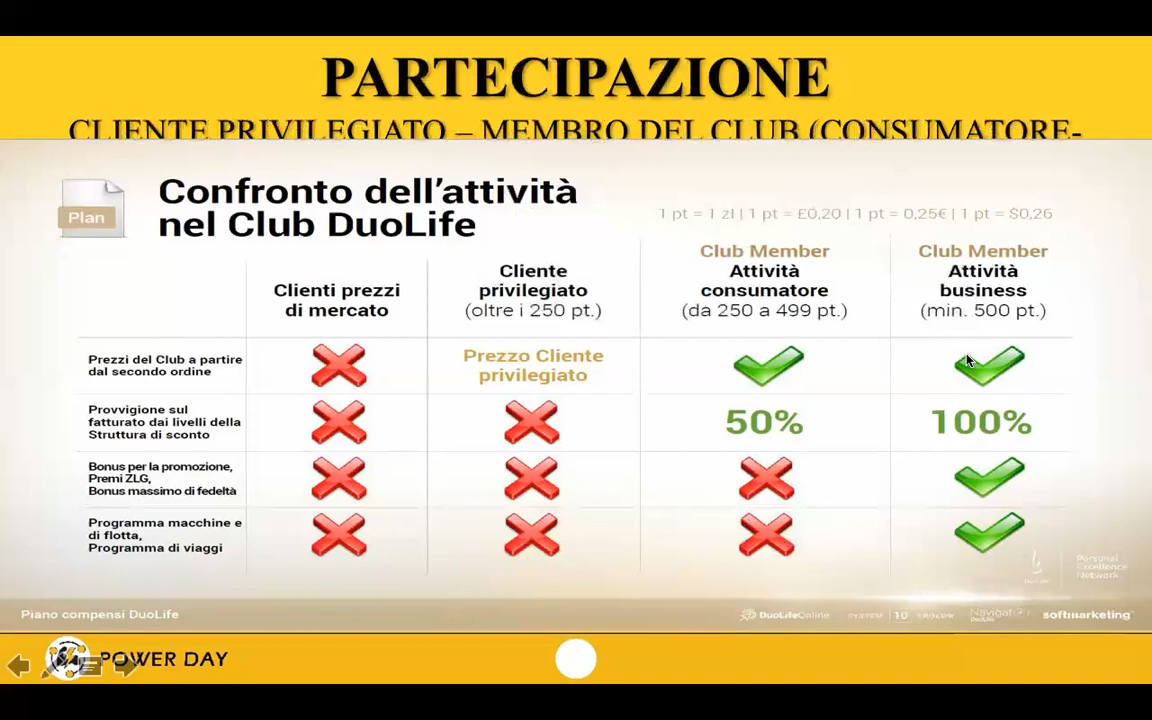 PARTECIPAZIONE
CLIENTE PRIVILEGIATO – MEMBRO DEL CLUB (CONSUMATORE-
Plan
Confronto dell'attività
nel Club DuoLife
1 pt = 1 zł | 1 pt = £0,20 | 1 pt = 0,25€ | 1 pt = $0,26
Clienti prezzi
di mercato
Cliente
privilegiato
(oltre i 250 pt.)
Club Member
Attività
consumatore
(da 250 a 499 pt.)
Club Member
Attività
business
(min. 500 pt.)
Prezzi del Club a partire
dal secondo ordine
Prezzo Cliente
privilegiato
Provvigione sul
fatturato dai livelli della
Struttura di sconto
50%
100%
Bonus per la promozione,
Premi ZLG,
Bonus massimo di fedeltà
Programma macchine e
di flotta,
Programma di viaggi
Personal
Excellence
Network
Piano compensi DuoLife
DuoLifeOnline
SYSTEM 10
softmarketing
POWER DAY